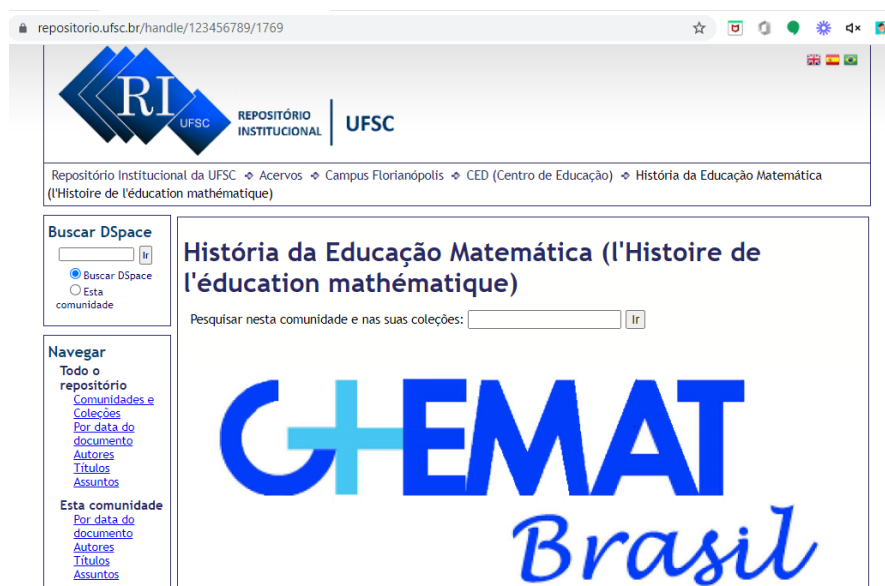 repositorio.ufsc.br/handle/123456789/1769
RI
UFSC
REPOSITÓRIO
INSTITUCIONAL
UFSC
Repositório Institucional da UFSC
Acervos
Campus Florianópolis
CED (Centro de Educação)
História da Educação Matemática
(l'Histoire de l'éducation mathématique)
Buscar DSpace
Ir
Buscar DSpace
Esta
comunidade
História da Educação Matemática (l'Histoire de
l'éducation mathématique)
Pesquisar nesta comunidade e nas suas coleções:
Ir
Navegar
Todo o
repositório
Comunidades e
Coleções
Por data do
documento
Autores
Títulos
Assuntos
Esta comunidade
Por data do
documento
Autores
Títulos
Assuntos
GHEMAT
Brasil